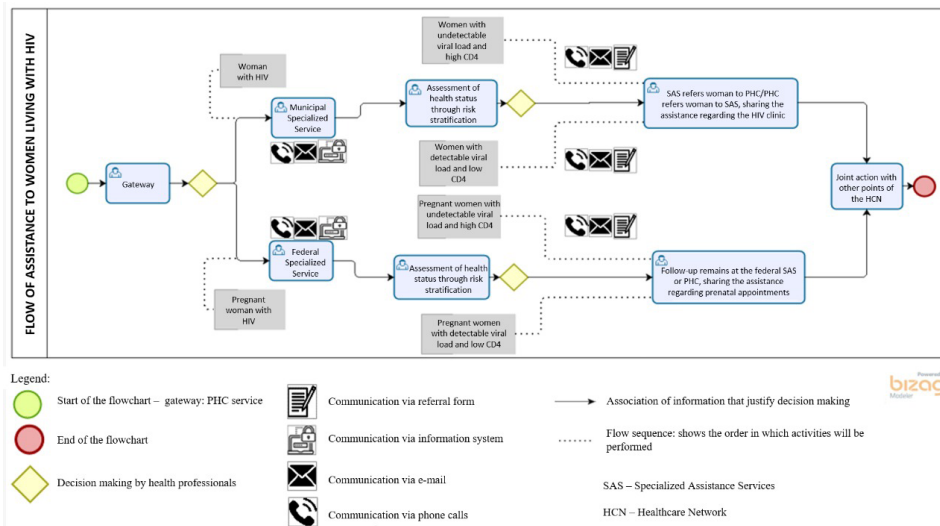 FLOW OF ASSISTANCE TO WOMEN LIVING WITH HIV
Gateway
Woman
with HIV
Municipal
Specialized
Service
Assessment of
health status
through risk
stratification
Women with
undetectable
viral load and
high CD4
Women with
detectable viral
load and low
CD4
SAS refers woman to PHC/PHC
refers woman to SAS, sharing the
assistance regarding the HIV clinic
Pregnant
woman with
HIV
Federal
Specialized
Service
Assessment of health
status through risk
stratification
Pregnant women with
undetectable viral
load and high CD4
Pregnant women
with detectable viral
load and low CD4
Follow-up remains at the federal SAS
or PHC, sharing the assistance
regarding prenatal appointments
Joint action with
other points of
the HCN
Legend:
Start of the flowchart – gateway: PHC service
End of the flowchart
Decision making by health professionals
Communication via referral form
Communication via information system
Communication via e-mail
Communication via phone calls
Association of information that justify decision making
Flow sequence: shows the order in which activities will be
performed
SAS – Specialized Assistance Services
HCN – Healthcare Network
Powered
bizag
Modeler